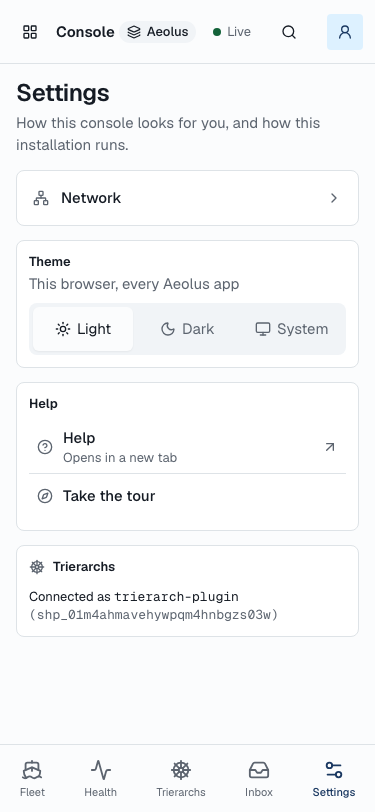 Console Aeolus Live
Settings
How this console looks for you, and how this
installation runs.
Network
Theme
This browser, every Aeolus app
Light Dark System
Help
Help
Opens in a new tab
Take the tour
Trierarchs
Connected as trierarch-plugin
(shp_01m4ahmavehywpqm4hnbgzs03w)
Fleet Health Trierarchs Inbox Settings